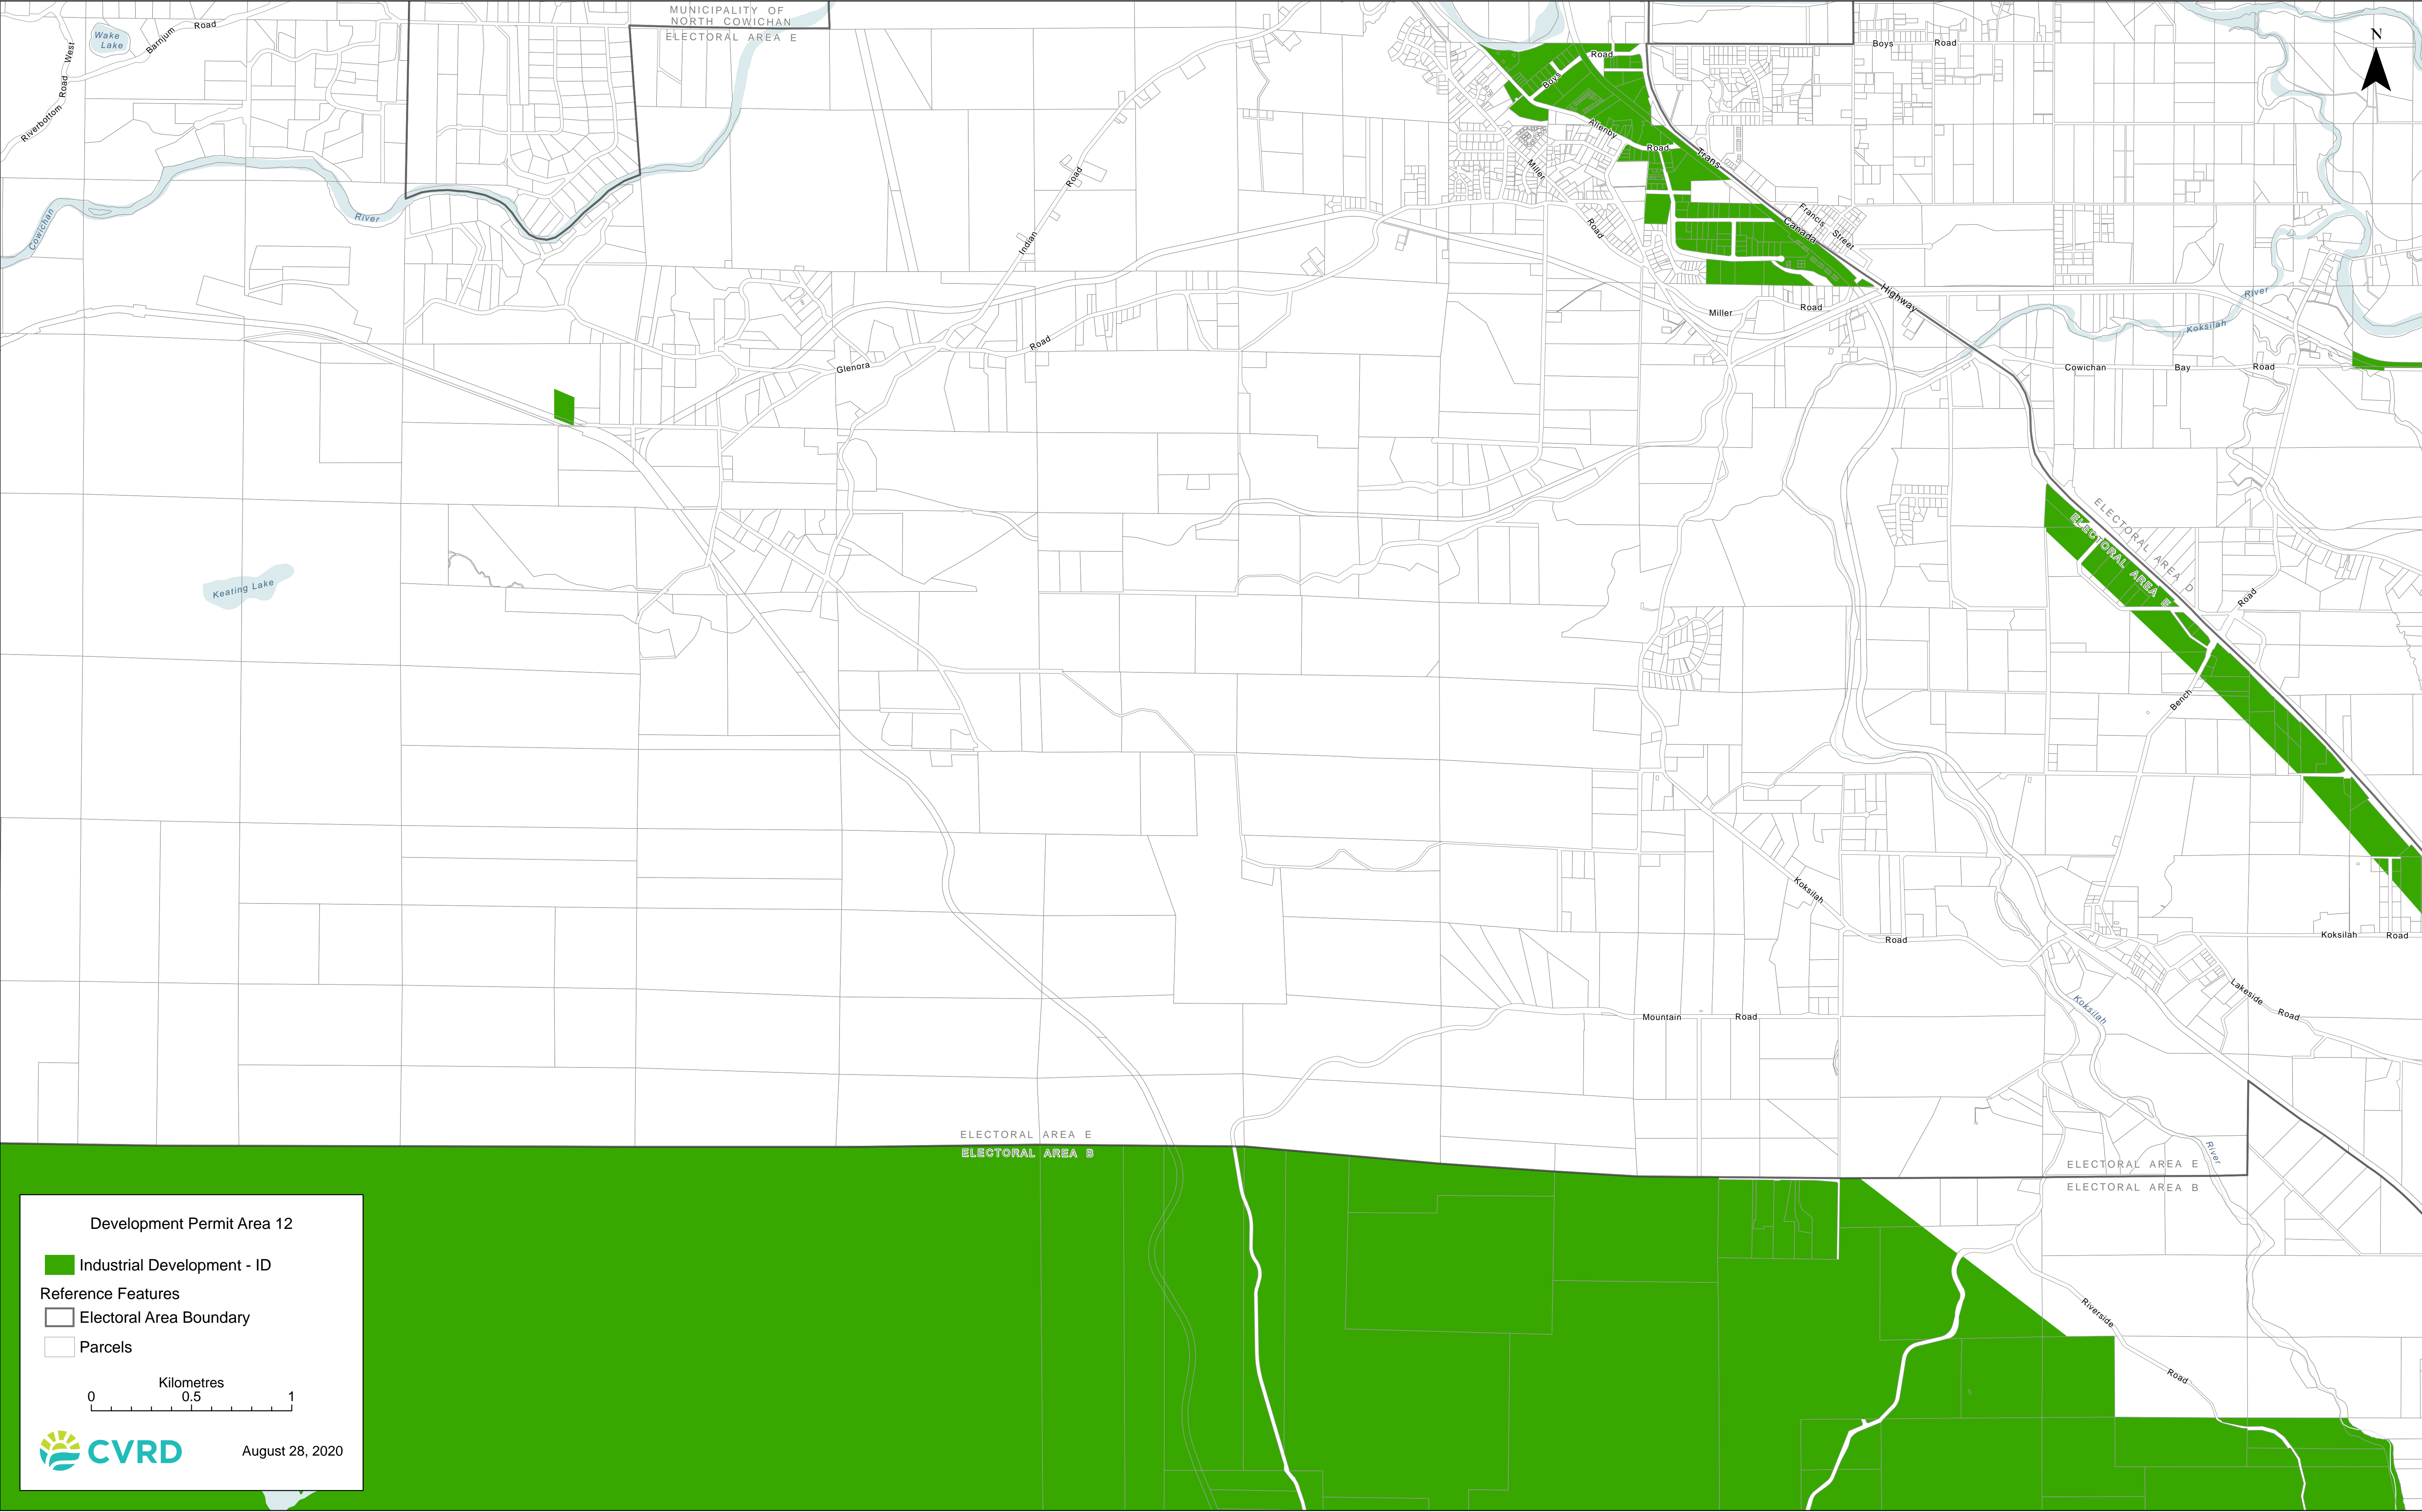 MUNICIPALITY OF
NORTH COWICHAN
ELECTORAL AREA E
Wake
Lake
Barnjum
Road
Riverbottom
Road
West
Boys
Road
Boys
Road
N
Allenby
Road
Trans
Canada
Highway
Miller
Road
Francis
Street
Cowichan
River
Indian
Road
Miller
Road
River
Koksilah
Glenora
Road
Cowichan
Bay
Road
ELECTORAL AREA D
ELECTORAL AREA E
Keating Lake
Bench
Road
Koksilah
Road
Koksilah
Road
Lakeside
Road
Mountain
Road
Koksilah
River
ELECTORAL AREA E
ELECTORAL AREA B
ELECTORAL AREA E
ELECTORAL AREA B
Riverside
Road
Development Permit Area 12
Industrial Development - ID
Reference Features
Electoral Area Boundary
Parcels
Kilometres
0 0.5 1
CVRD
August 28, 2020